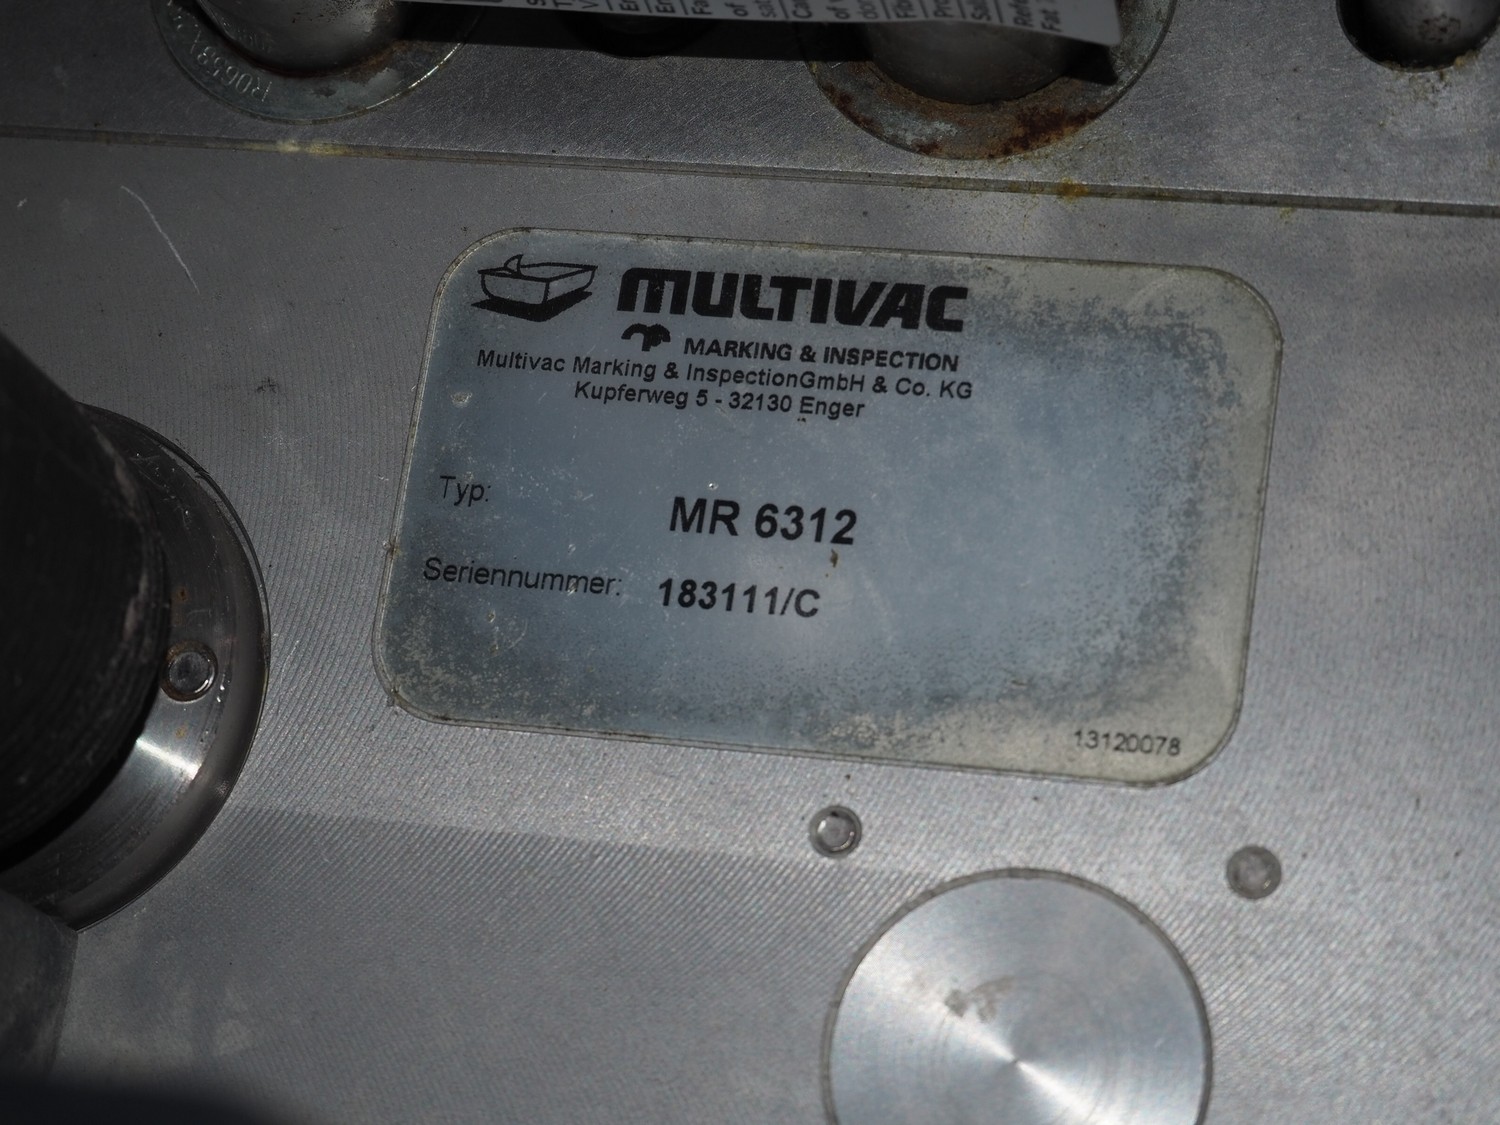 MULTIVAC
MARKING & INSPECTION
Multivac Marking & InspectionGmbH & Co. KG
Kupferweg 5 - 32130 Enger
Typ: MR 6312
Seriennummer: 183111/C
13120078